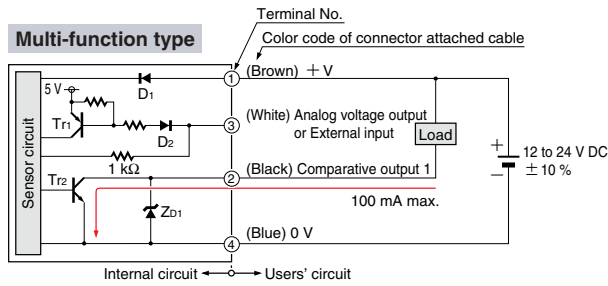 Terminal No.
Multi-function type
Color code of connector attached cable
1 (Brown) +V
5 V
D1
Tr1
D2
3 (White) Analog voltage output
or External input
Load
Sensor circuit
1 kΩ
2 (Black) Comparative output 1
+
−
12 to 24 V DC
± 10 %
Tr2
ZD1
100 mA max.
4 (Blue) 0 V
Internal circuit
Users' circuit